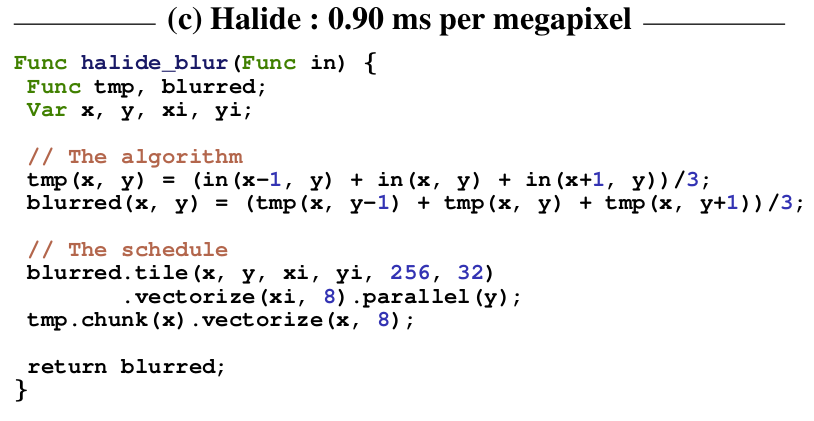 (c) Halide : 0.90 ms per megapixel
Func halide_blur(Func in) {
 Func tmp, blurred;
 Var x, y, xi, yi;

 // The algorithm
 tmp(x, y) = (in(x-1, y) + in(x, y) + in(x+1, y))/3;
 blurred(x, y) = (tmp(x, y-1) + tmp(x, y) + tmp(x, y+1))/3;

 // The schedule
 blurred.tile(x, y, xi, yi, 256, 32)
        .vectorize(xi, 8).parallel(y);
 tmp.chunk(x).vectorize(x, 8);

 return blurred;
}